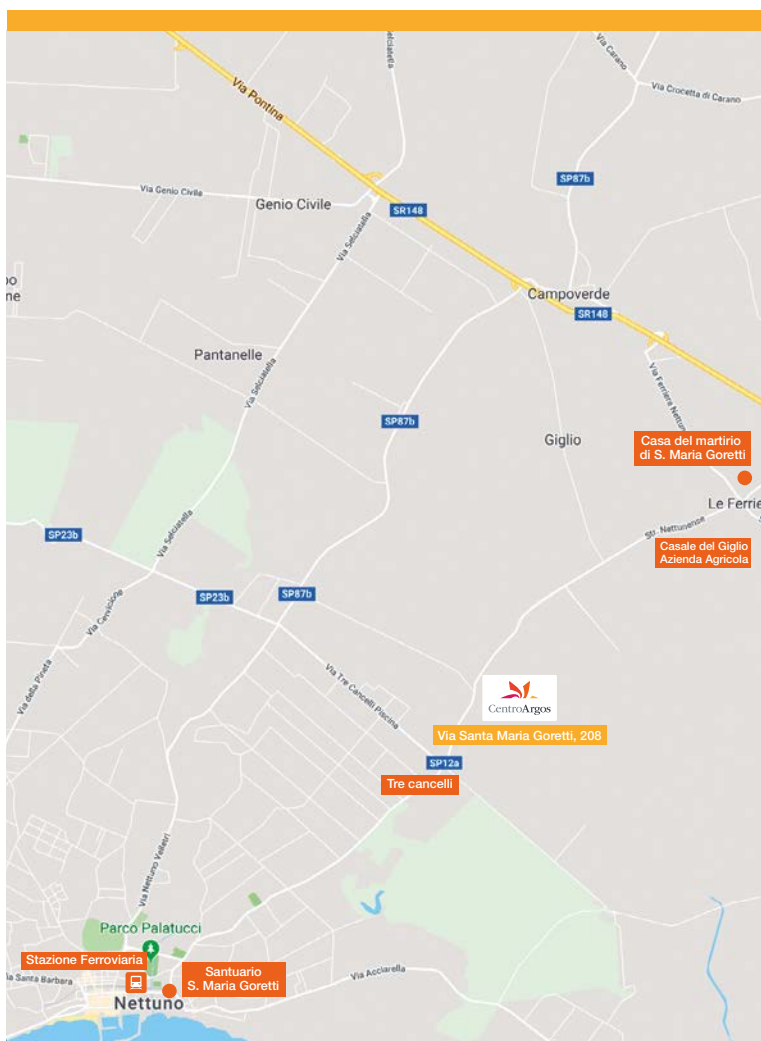 elciatella
Via Carano
Via Crocetta di Carano
Via Pontina
SP87b
Via Genio Civile
Genio Civile
SR148
Via Selciatella
Campoverde
SR148
Pantanelle
Via Selciatella
Via Ferriere Nettun
SP87b
Giglio
Casa del martirio
di S. Maria Goretti
Le Ferrie
Str. Nettunense
SP23b
Via Selciatella
Casale del Giglio
Azienda Agricola
SP23b
SP87b
Via Cervicione
Via della Pineta
Via Tre Cancelli Piscina
CentroArgos
Via Santa Maria Goretti, 208
SP12a
Tre cancelli
Via Nettuno Velletri
Parco Palatucci
Stazione Ferroviaria
Santuario
S. Maria Goretti
ia Santa Barbara
Via Acciarella
Nettuno